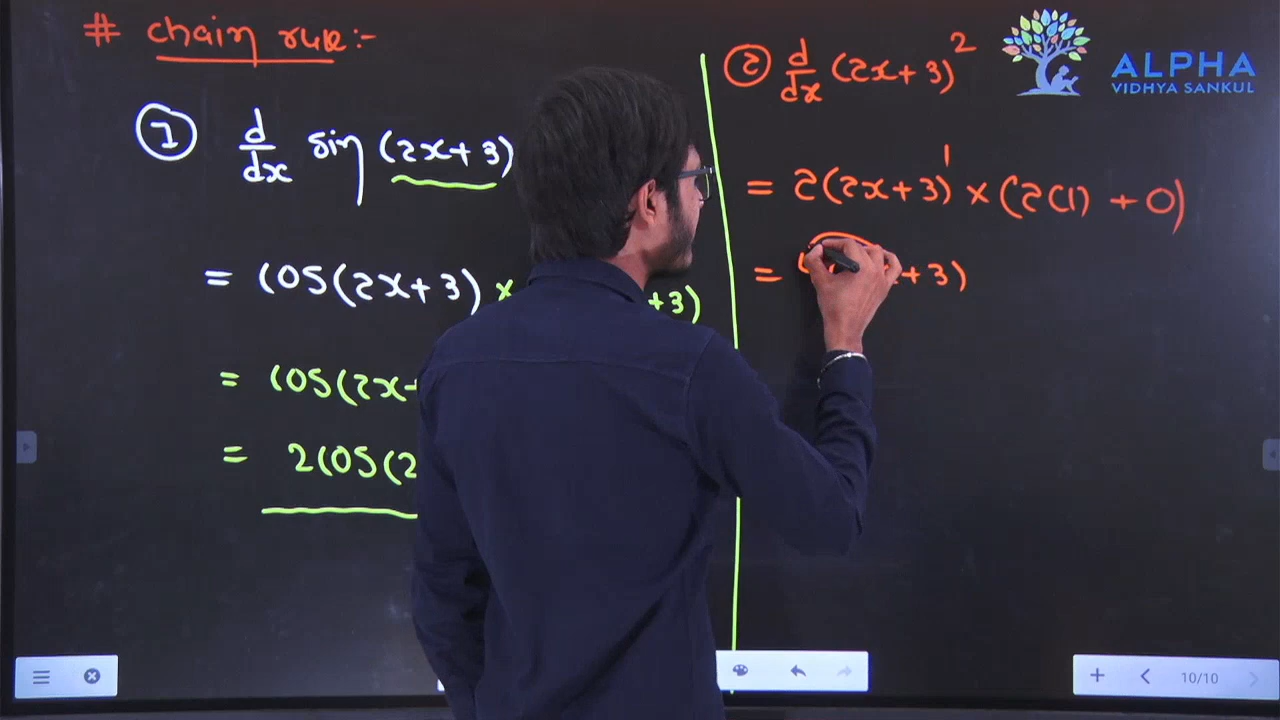 # chain rule:-
1 d/dx sin (2x+3)
= cos(2x+3) × +3)
= cos(2x+
= 2cos(2
2 d/dx (2x+3)^2
= 2(2x+3)^1 × (2(1) + 0)
= +3)
ALPHA
VIDHYA SANKUL
10/10